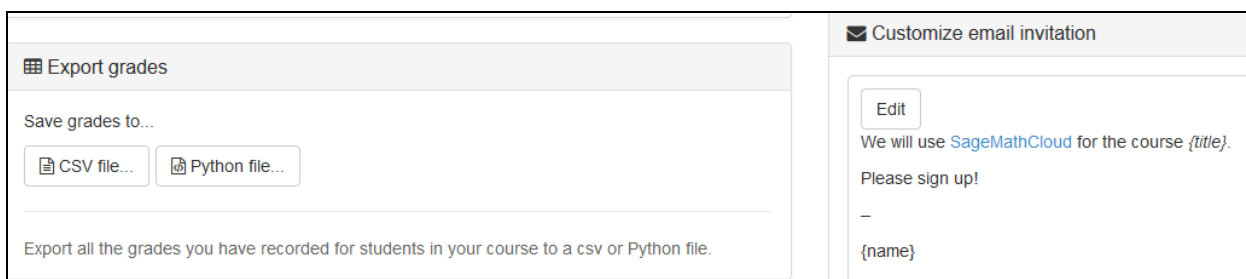 Export grades
Save grades to...
CSV file...
Python file...
Export all the grades you have recorded for students in your course to a csv or Python file.
Customize email invitation
Edit
We will use SageMathCloud for the course {title}.
Please sign up!
–
{name}